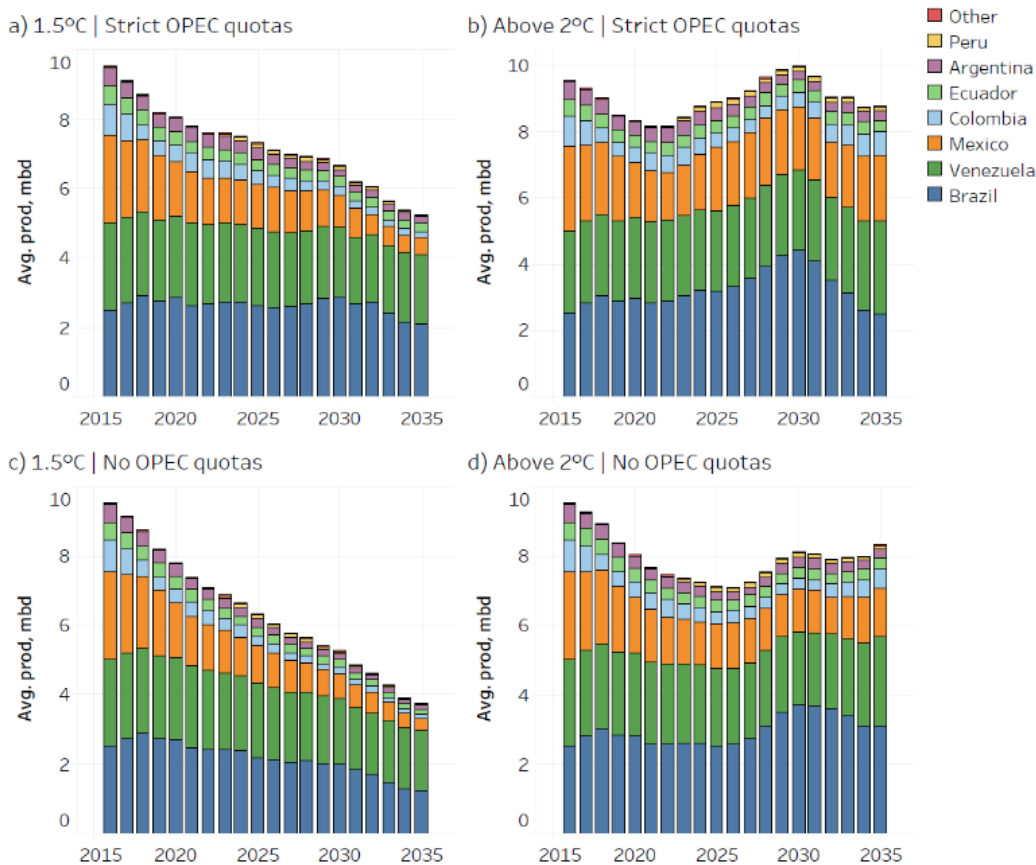 a) 1.5ºC | Strict OPEC quotas
Avg. prod, mbd
10
8
6
4
2
0
2015 2020 2025 2030 2035
b) Above 2ºC | Strict OPEC quotas
10
8
6
4
2
0
2015 2020 2025 2030 2035
Other
Peru
Argentina
Ecuador
Colombia
Mexico
Venezuela
Brazil
c) 1.5ºC | No OPEC quotas
Avg. prod, mbd
10
8
6
4
2
0
2015 2020 2025 2030 2035
d) Above 2ºC | No OPEC quotas
Avg. prod, mbd
10
8
6
4
2
0
2015 2020 2025 2030 2035